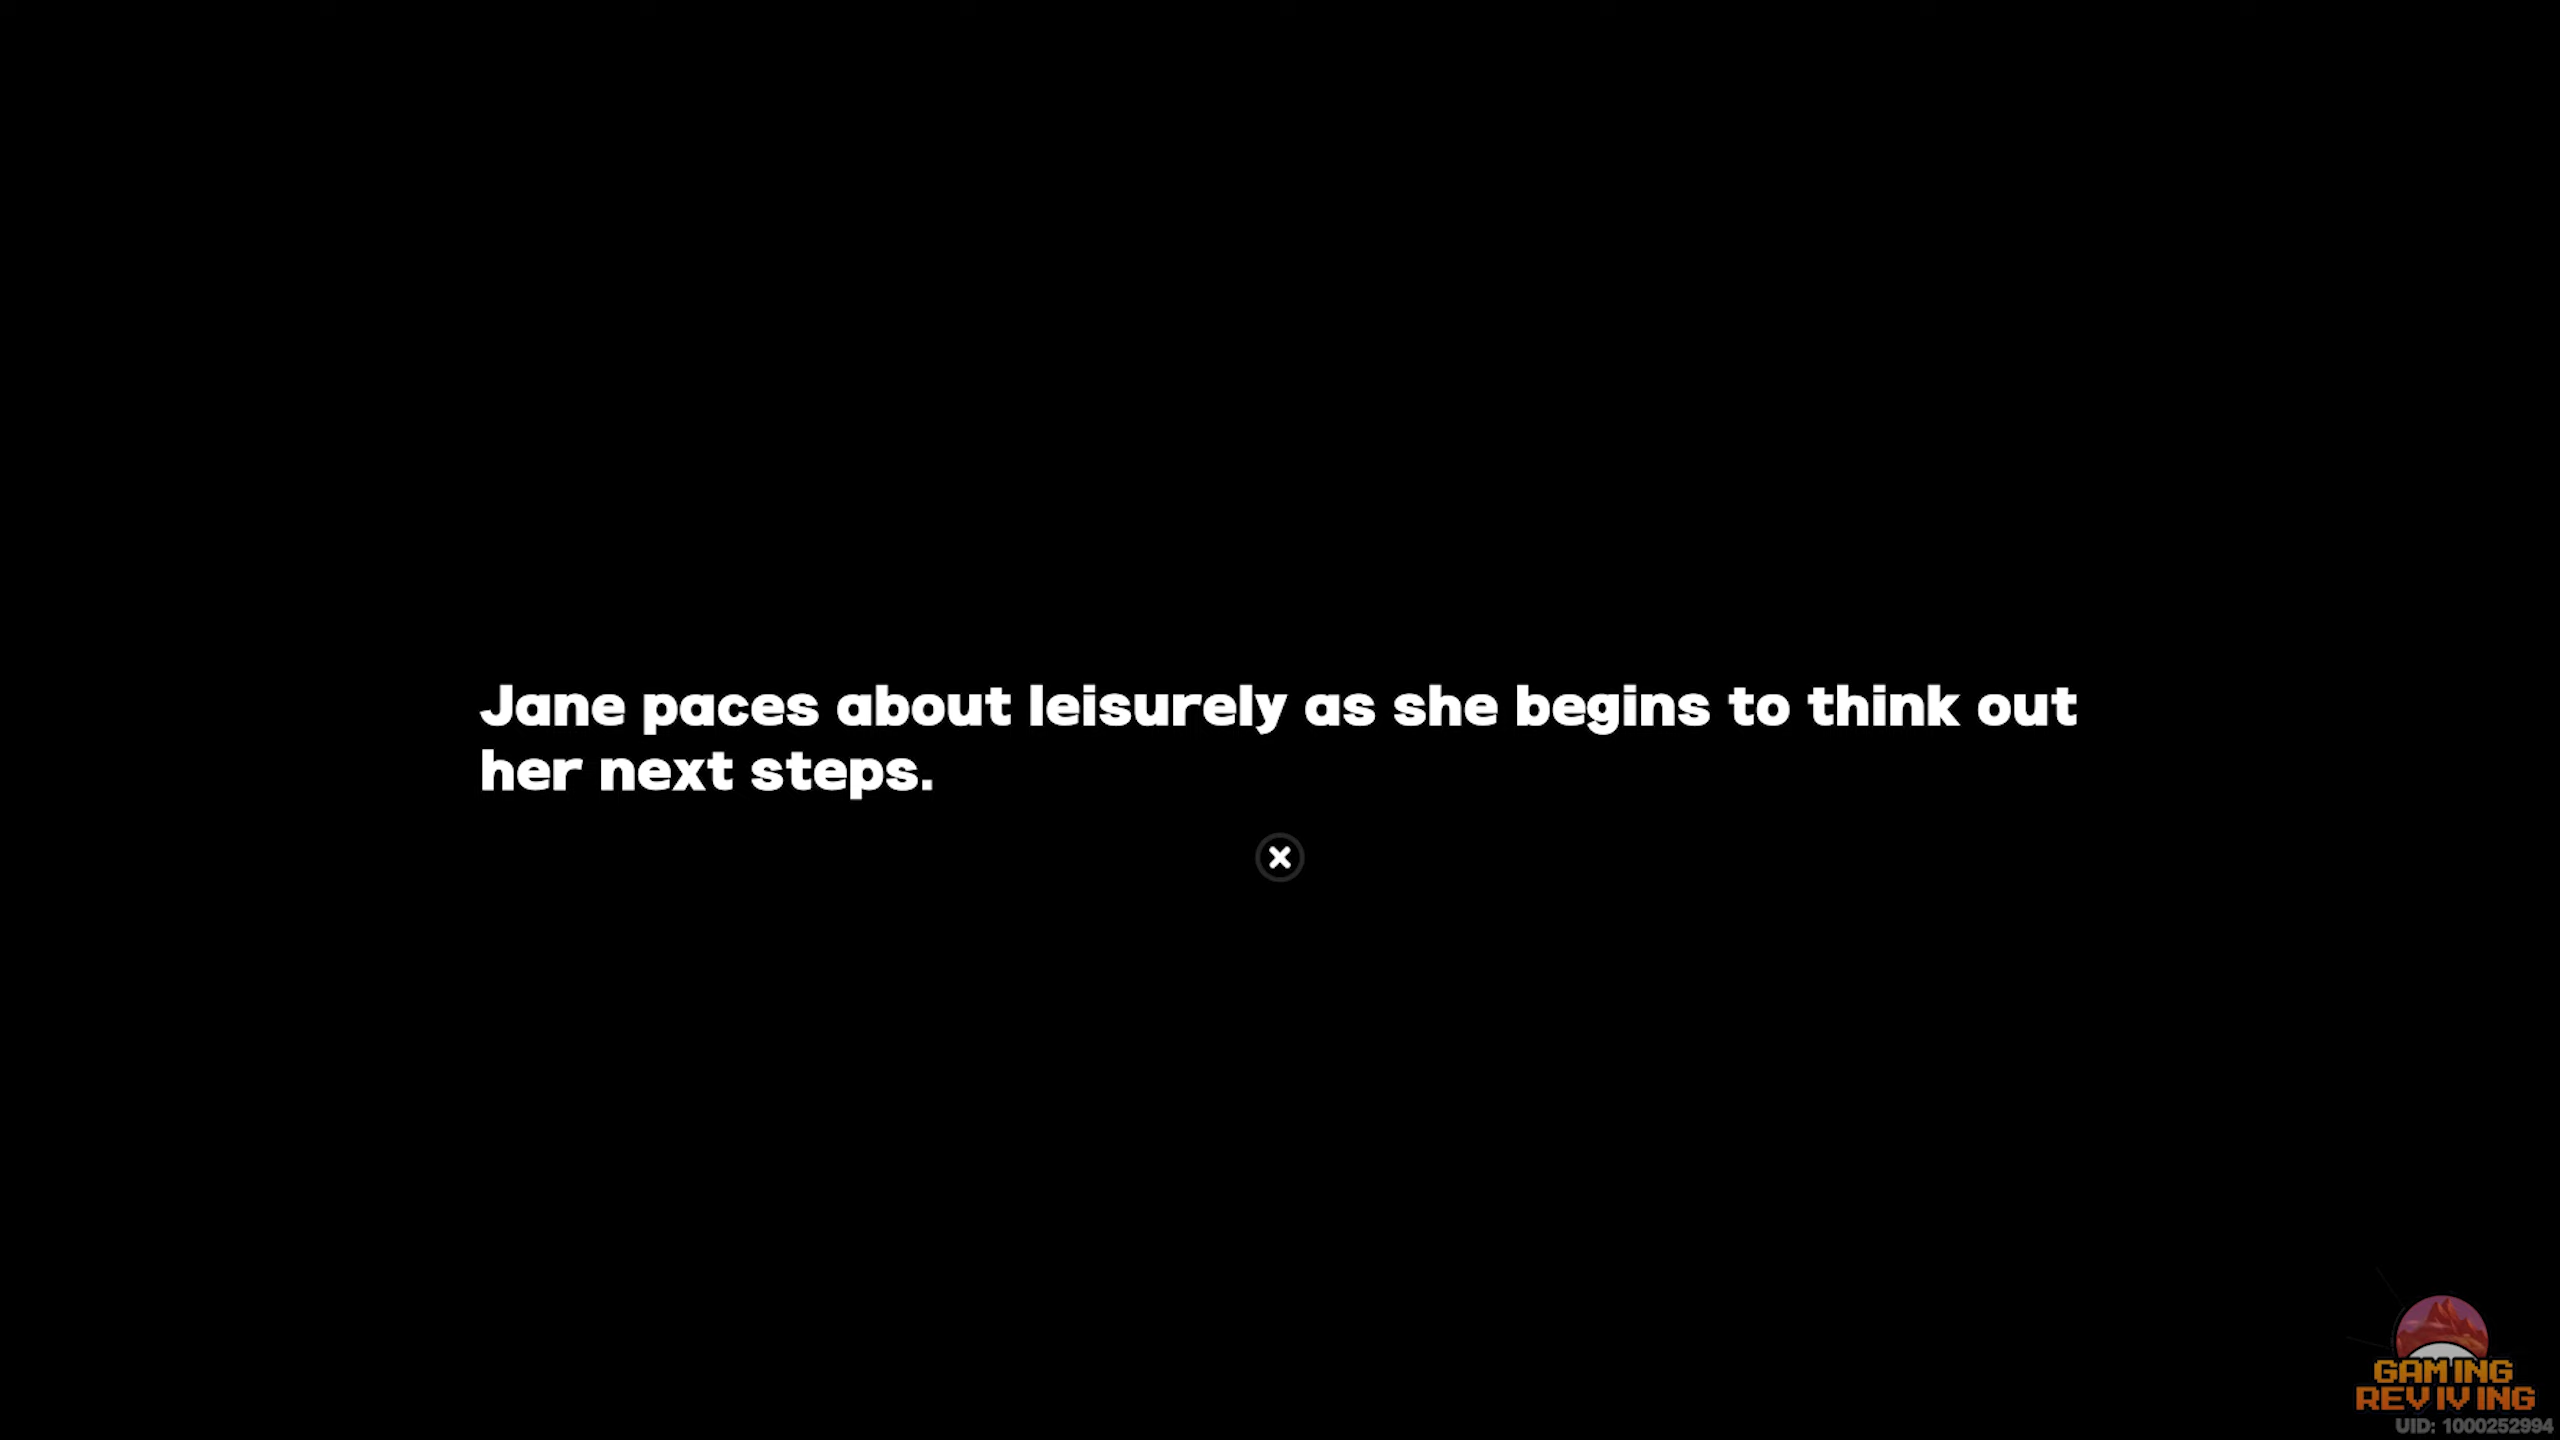 Jane paces about leisurely as she begins to think out
her next steps.
GAMING
REVIVING
UID: 1000252994